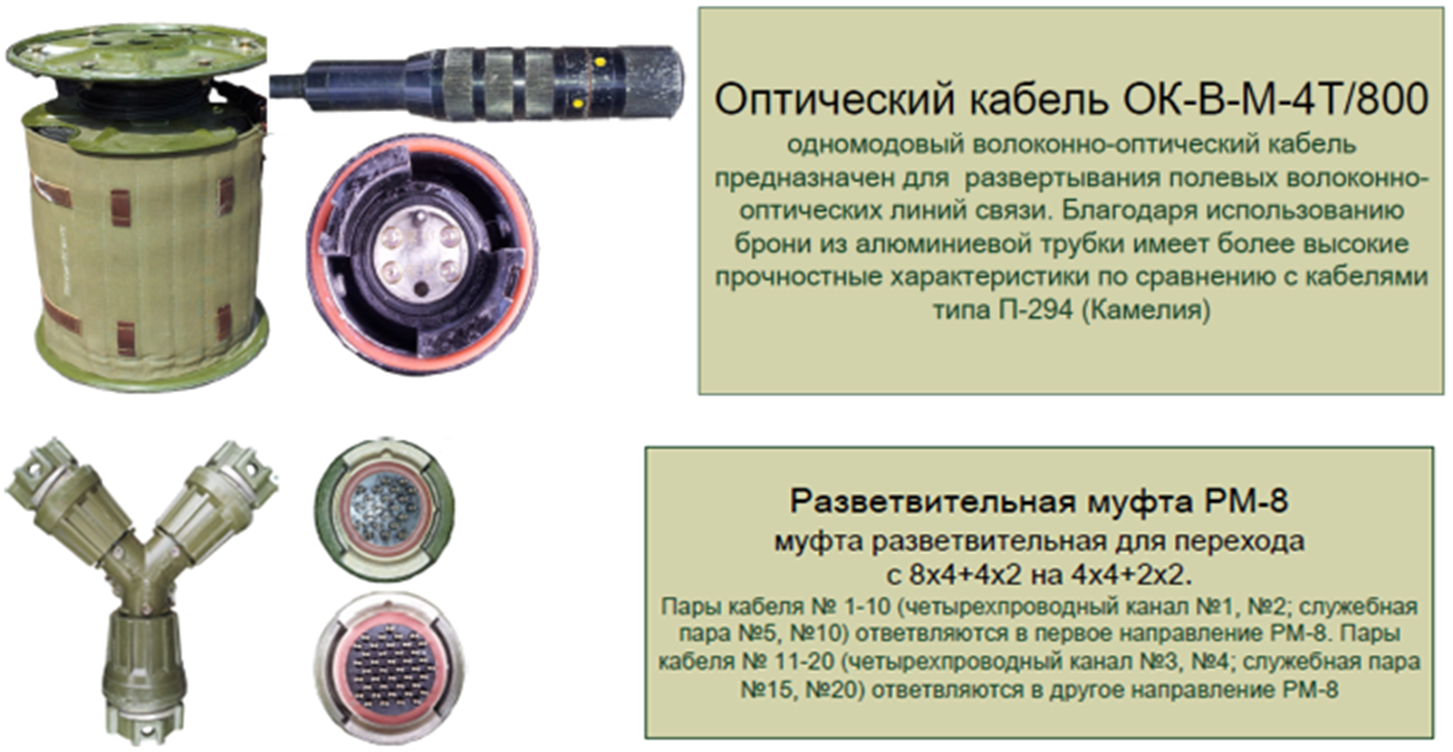 Оптический кабель ОК-В-М-4Т/800
одномодовый волоконно-оптический кабель
предназначен для развертывания полевых волоконно-
оптических линий связи. Благодаря использованию
брони из алюминиевой трубки имеет более высокие
прочностные характеристики по сравнению с кабелями
типа П-294 (Камелия)
Разветвительная муфта РМ-8
муфта разветвительная для перехода
с 8х4+4х2 на 4х4+2х2.
Пары кабеля № 1-10 (четырехпроводный канал №1, №2; служебная
пара №5, №10) ответвляются в первое направление РМ-8. Пары
кабеля № 11-20 (четырехпроводный канал №3, №4; служебная пара
№15, №20) ответвляются в другое направление РМ-8